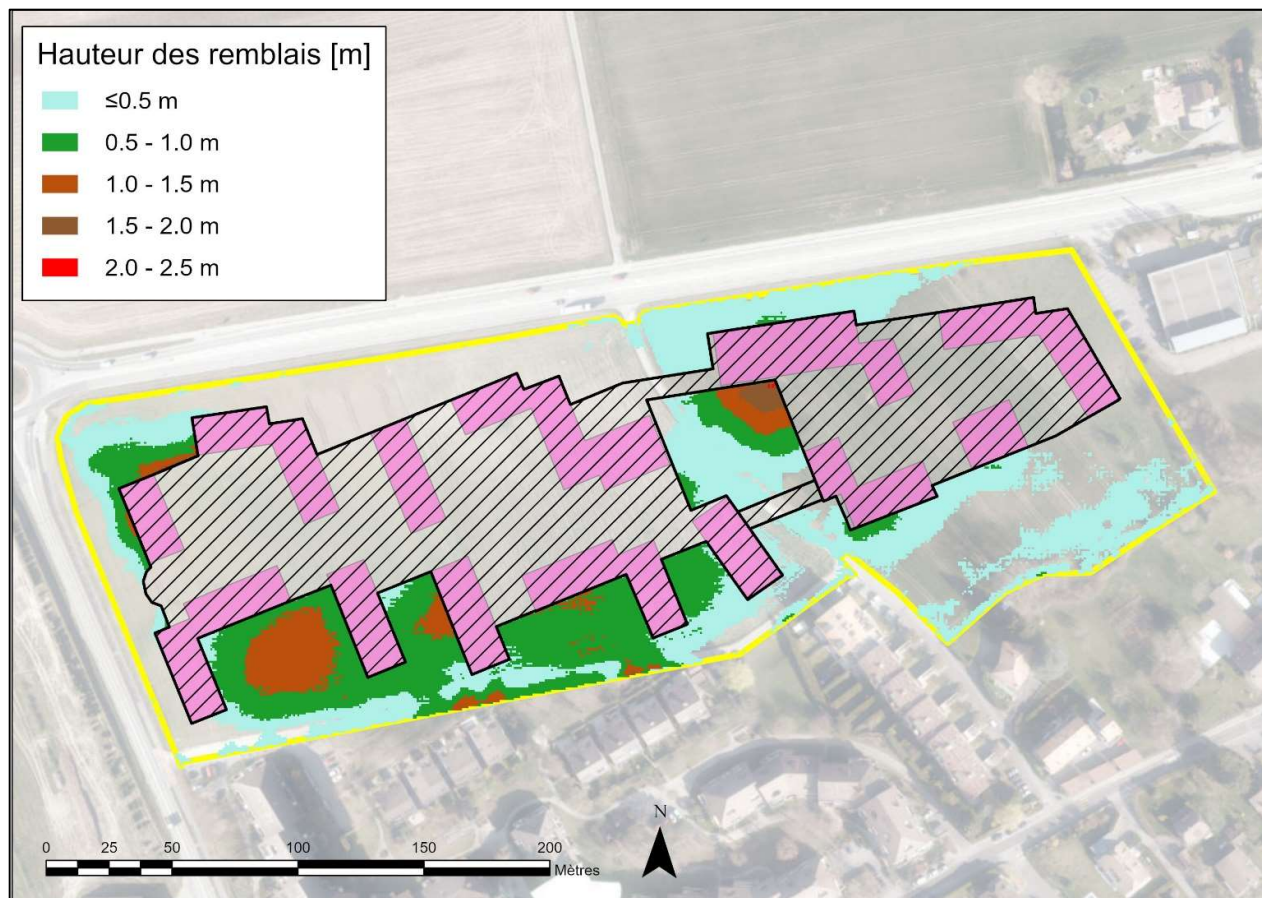 Hauteur des remblais [m]
≤0.5 m
0.5 - 1.0 m
1.0 - 1.5 m
1.5 - 2.0 m
2.0 - 2.5 m
N
0 25 50 100 150 200
Mètres